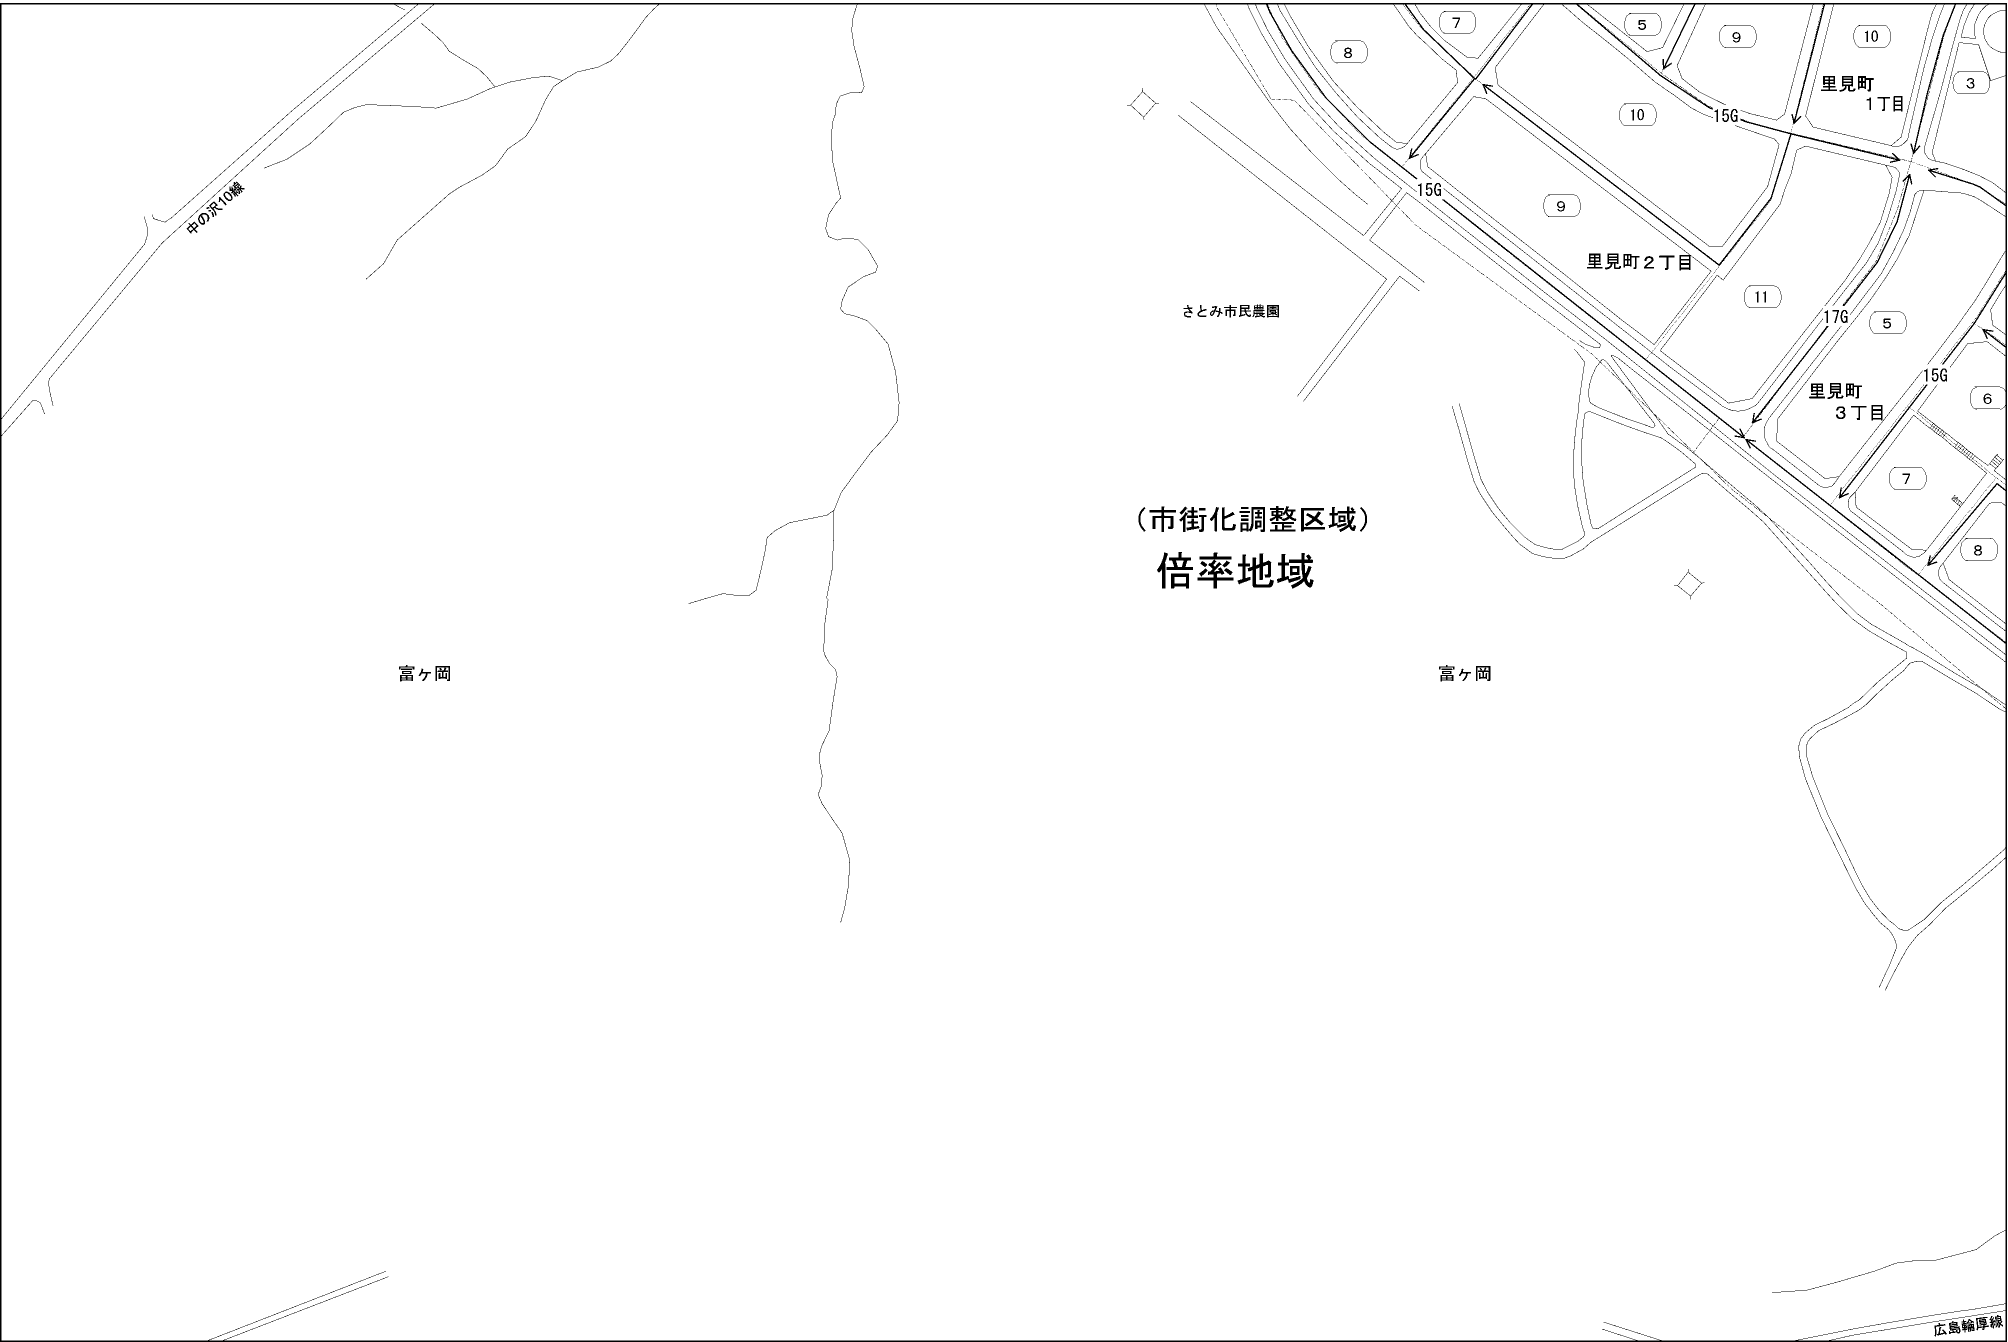 7
5
9
10
8
3
里見町
1丁目
10
15G
中の沢10線
15G
9
里見町２丁目
11
さとみ市民農園
17G
5
15G
里見町
３丁目
6
7
（市街化調整区域）
倍率地域
8
富ヶ岡
富ヶ岡
広島輪厚線